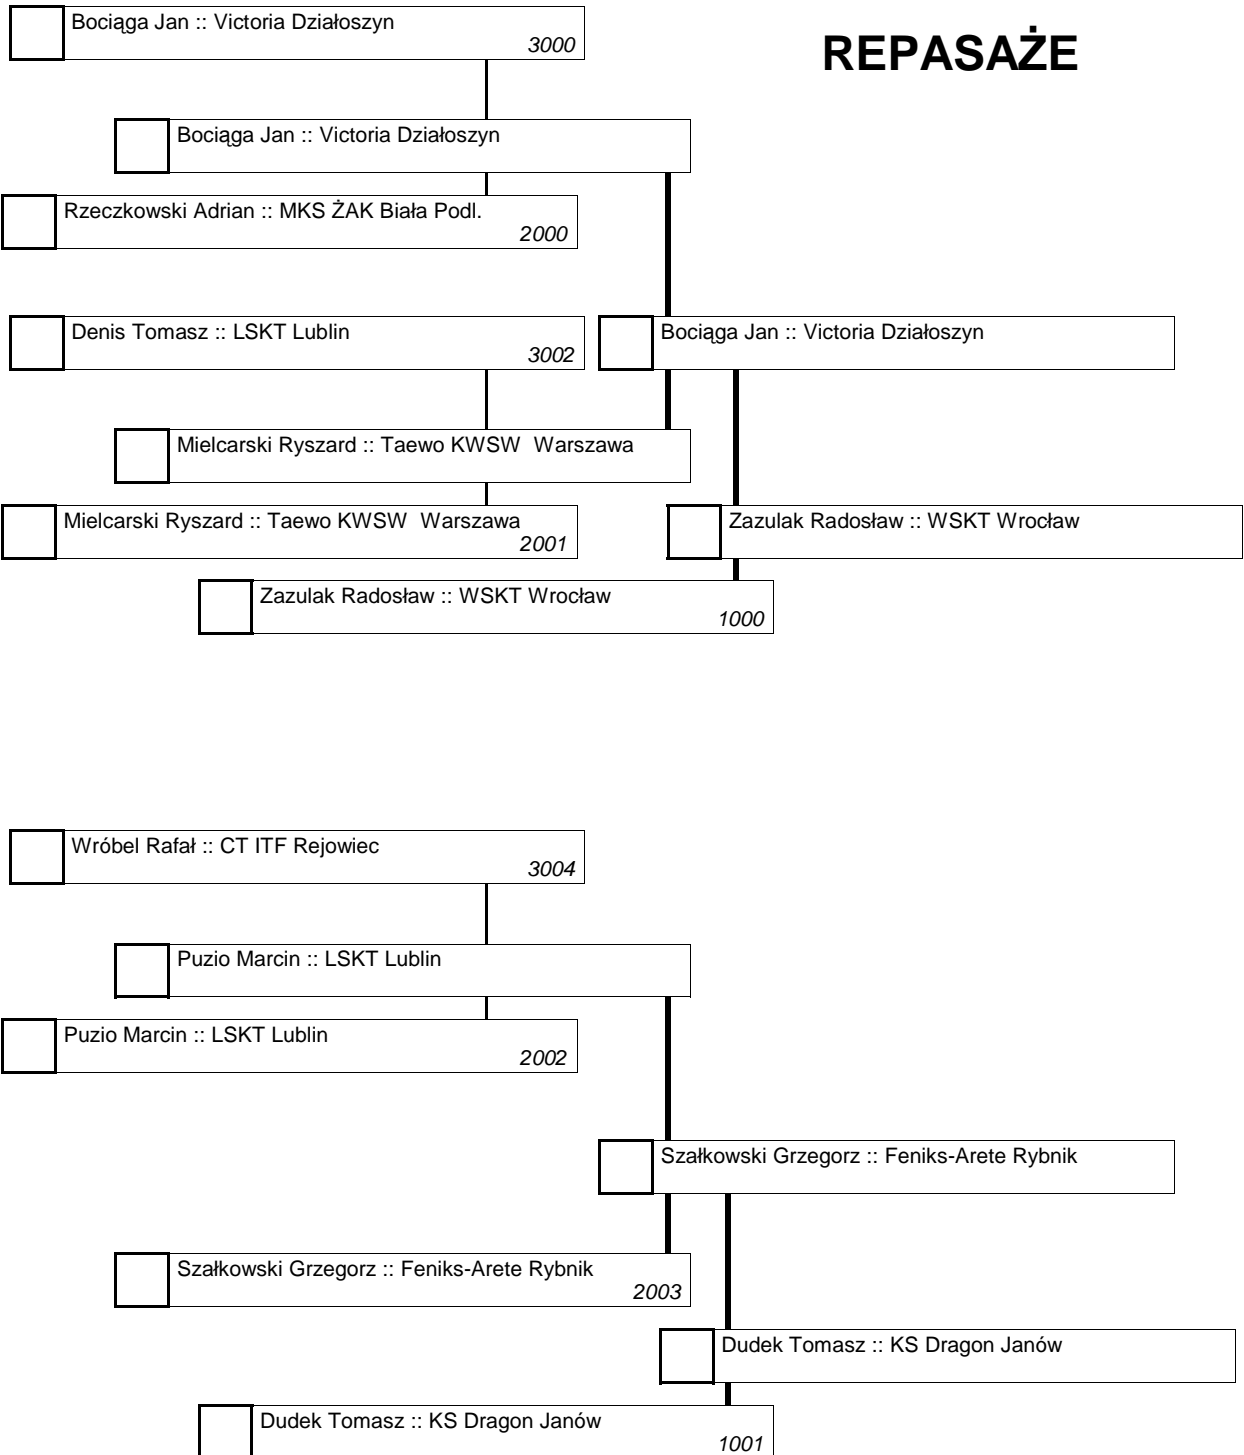 Bociąga Jan :: Victoria Działoszyn
3000
REPASAŻE
Bociąga Jan :: Victoria Działoszyn
Rzeczkowski Adrian :: MKS ŻAK Biała Podl.
2000
Denis Tomasz :: LSKT Lublin
3002
Bociąga Jan :: Victoria Działoszyn
Mielcarski Ryszard :: Taewo KWSW  Warszawa
Mielcarski Ryszard :: Taewo KWSW  Warszawa
2001
Zazulak Radosław :: WSKT Wrocław
Zazulak Radosław :: WSKT Wrocław
1000
Wróbel Rafał :: CT ITF Rejowiec
3004
Puzio Marcin :: LSKT Lublin
Puzio Marcin :: LSKT Lublin
2002
Szałkowski Grzegorz :: Feniks-Arete Rybnik
Szałkowski Grzegorz :: Feniks-Arete Rybnik
2003
Dudek Tomasz :: KS Dragon Janów
Dudek Tomasz :: KS Dragon Janów
1001